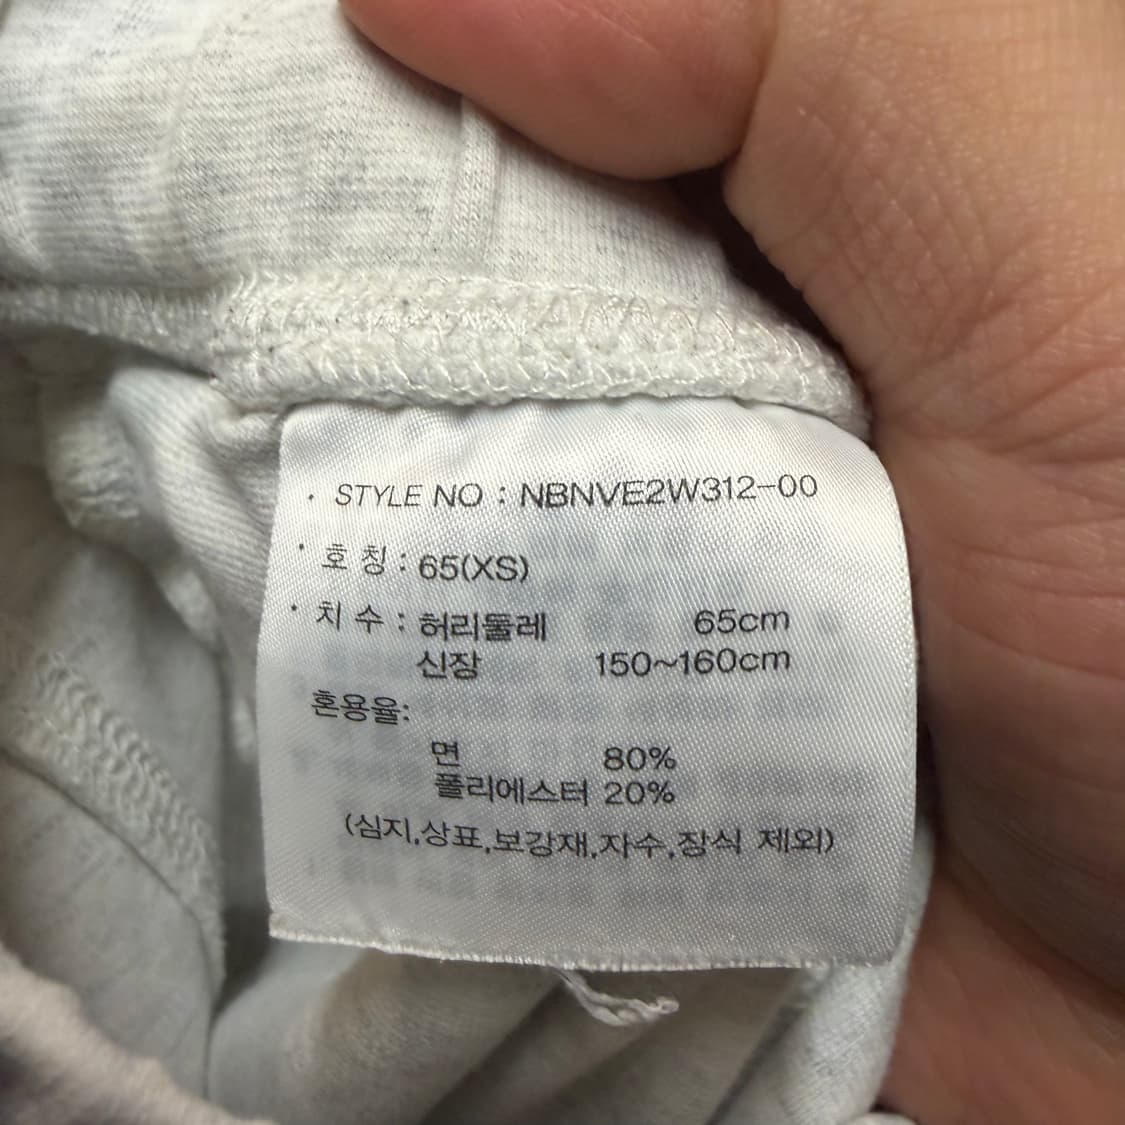 · STYLE NO : NBNVE2W312-00
· 호 칭 : 65(XS)
· 치 수 : 허리둘레 65cm
신장 150~160cm
혼용율:
면 80%
폴리에스터 20%
(심지,상표,보강재,자수,장식 제외)